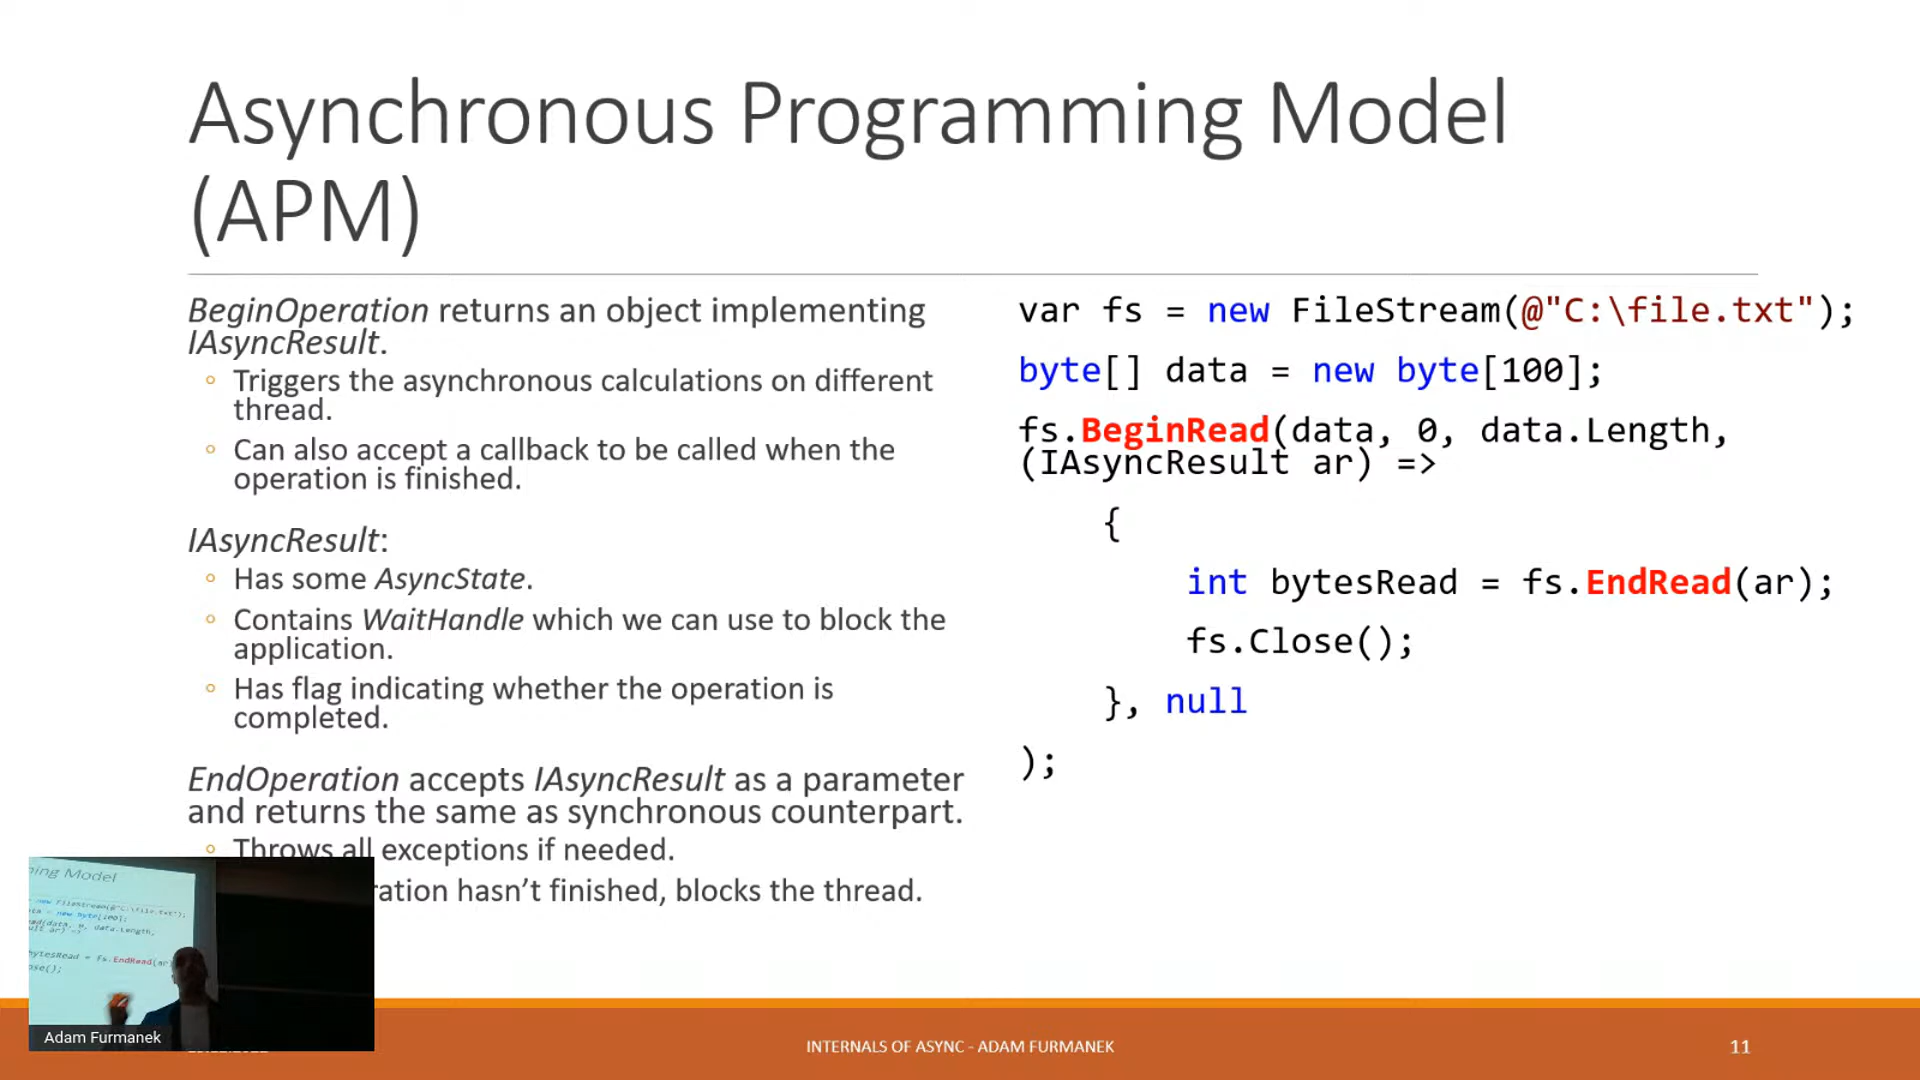 Asynchronous Programming Model
(APM)
BeginOperation returns an object implementing
IAsyncResult.
Triggers the asynchronous calculations on different
thread.
Can also accept a callback to be called when the
operation is finished.
IAsyncResult:
Has some AsyncState.
Contains WaitHandle which we can use to block the
application.
Has flag indicating whether the operation is
completed.
EndOperation accepts IAsyncResult as a parameter
and returns the same as synchronous counterpart.
Throws all exceptions if needed.
hasn't finished, blocks the thread.
var fs = new FileStream(@"C:\file.txt");
byte[] data = new byte[100];
fs.BeginRead(data, 0, data.Length,
(IAsyncResult ar) =>
{
int bytesRead = fs.EndRead(ar);
fs.Close();
}, null
);
Model
Adam Furmanek
INTERNALS OF ASYNC - ADAM FURMANEK
11